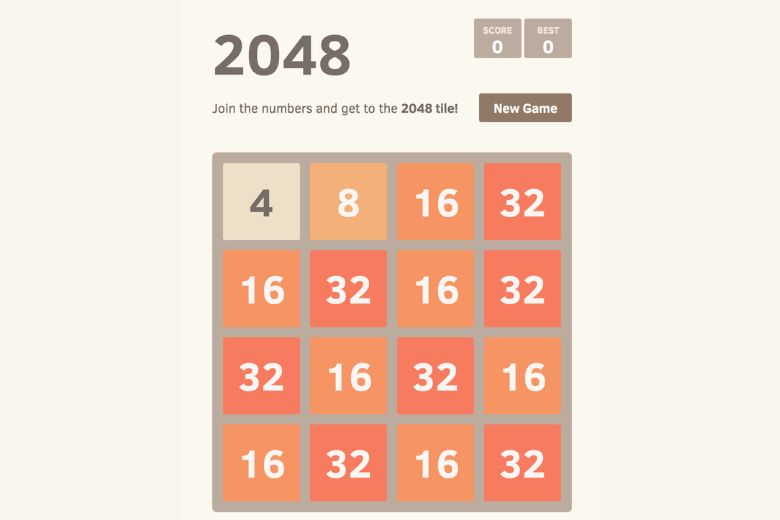 2048
SCORE BEST
0 0
Join the numbers and get to the 2048 tile!
New Game
4 8 16 32
16 32 16 32
32 16 32 16
16 32 16 32